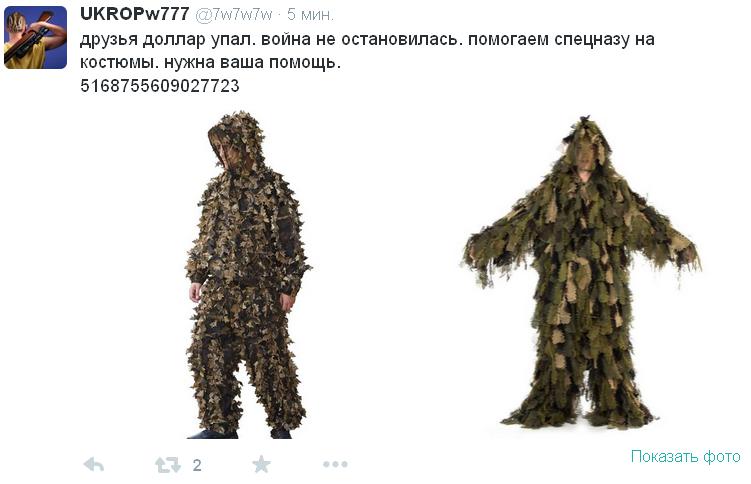 UKROPw777 @7w7w7w · 5 мин.
друзья доллар упал. война не остановилась. помогаем спецназу на
костюмы. нужна ваша помощь.
5168755609027723
2
Показать фото